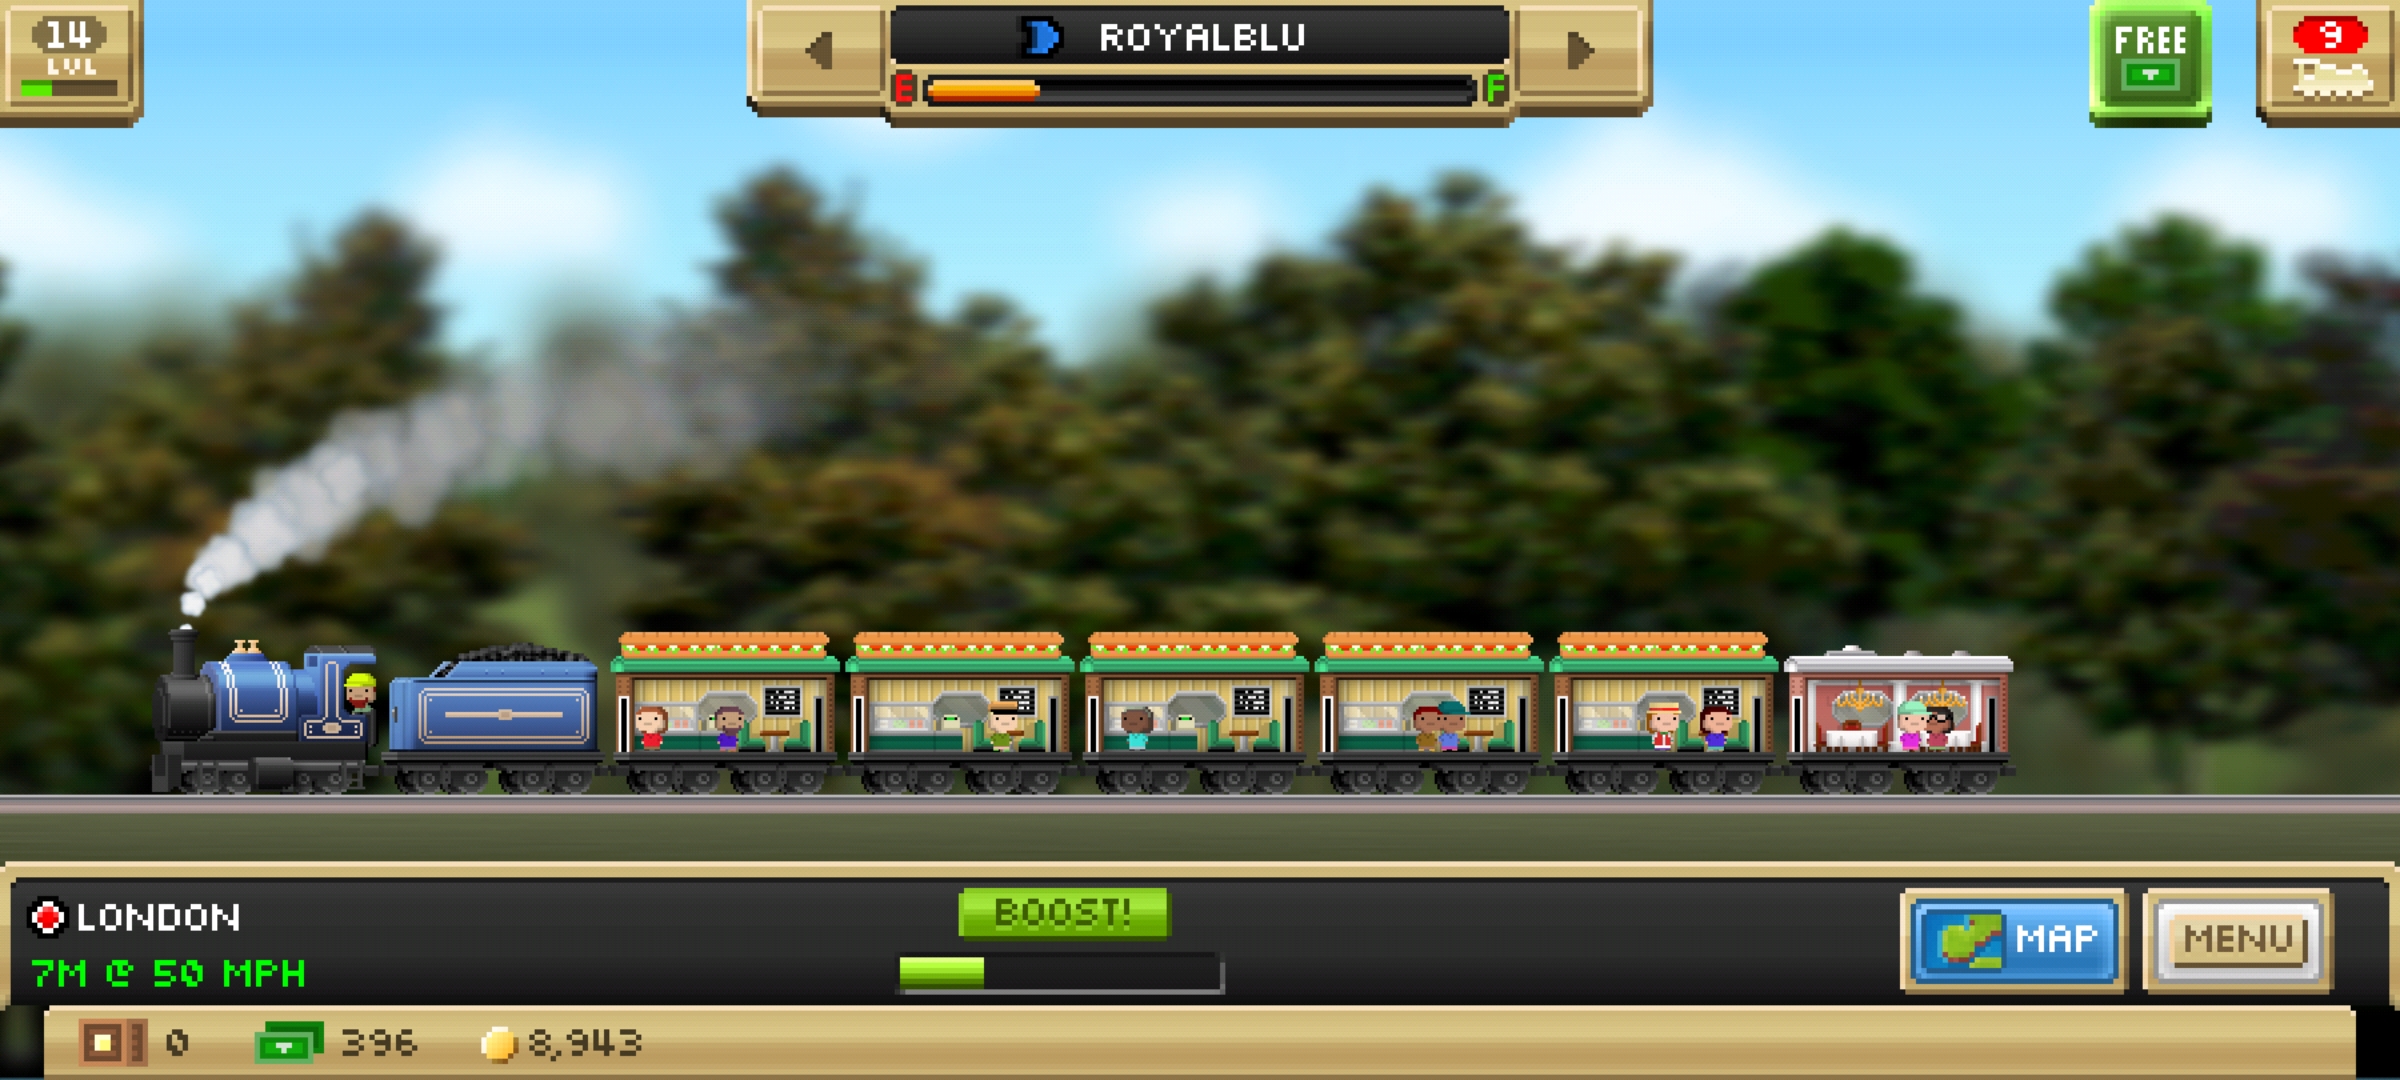 14
LVL
ROYALBLU
E F
FREE
9
LONDON
7M @ 50 MPH
BOOST!
MAP
MENU
0
396
8,943